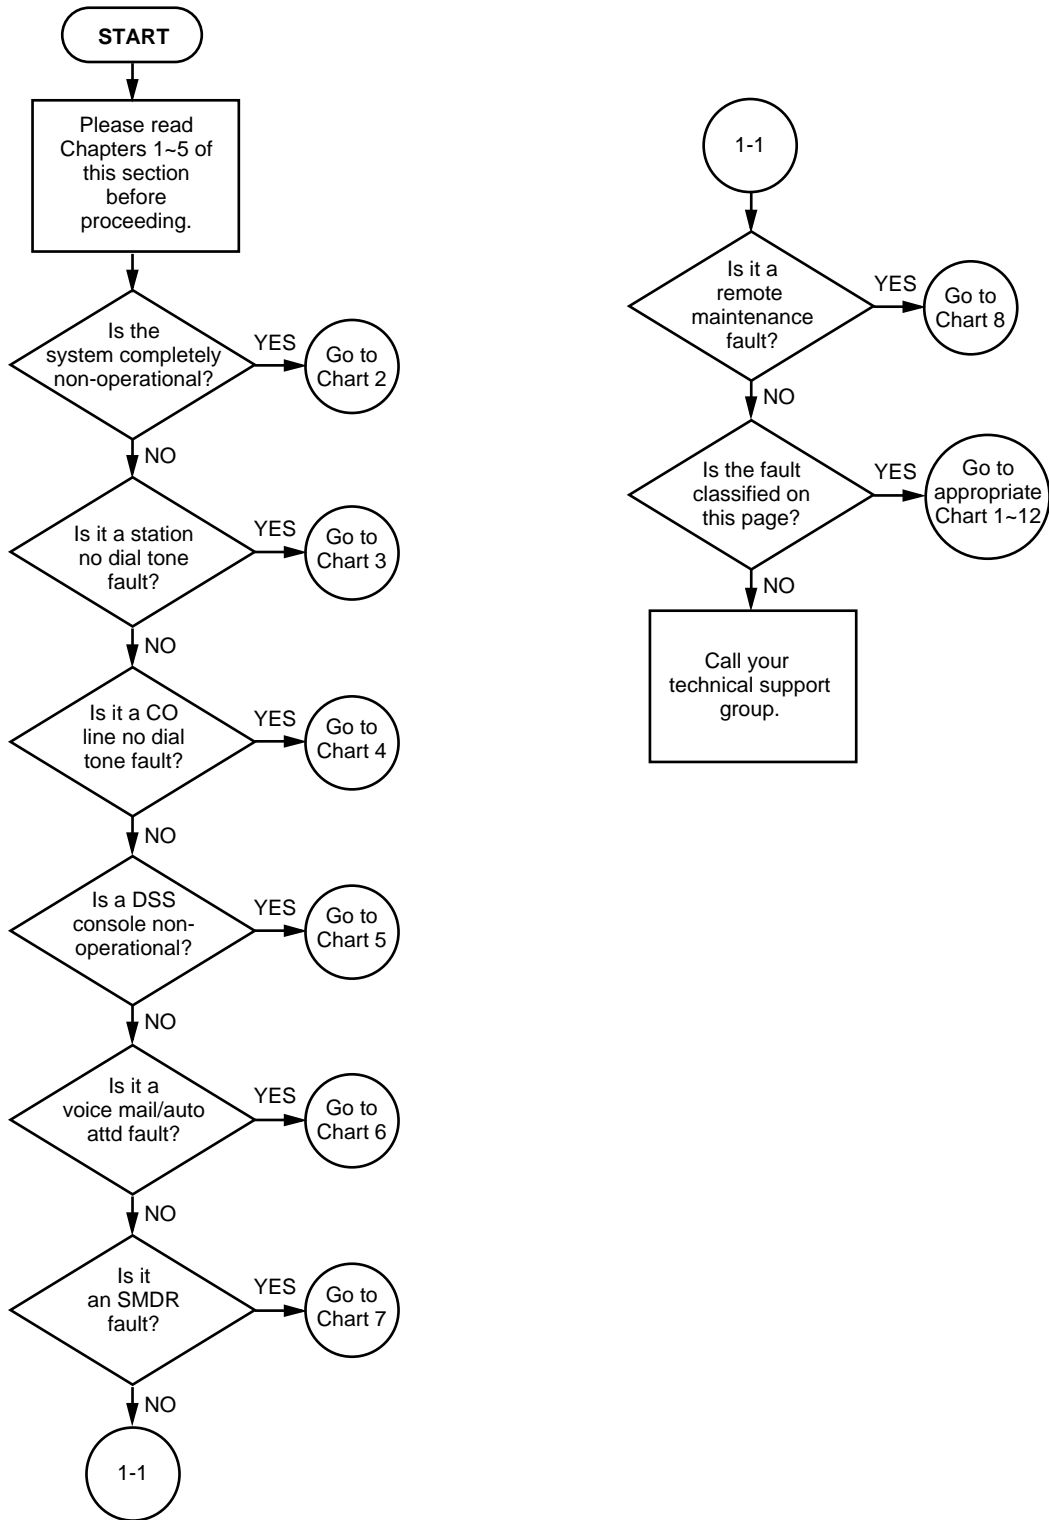 START
Please read
Chapters 1~5 of
this section
before
proceeding.
Is the
system completely
non-operational?
YES
Go to
Chart 2
NO
Is it a station
no dial tone
fault?
YES
Go to
Chart 3
NO
Is it a CO
line no dial
tone fault?
YES
Go to
Chart 4
NO
Is a DSS
console non-
operational?
YES
Go to
Chart 5
NO
Is it a
voice mail/auto
attd fault?
YES
Go to
Chart 6
NO
Is it
an SMDR
fault?
YES
Go to
Chart 7
NO
1-1
1-1
Is it a
remote
maintenance
fault?
YES
Go to
Chart 8
NO
Is the fault
classified on
this page?
YES
Go to
appropriate
Chart 1~12
NO
Call your
technical support
group.